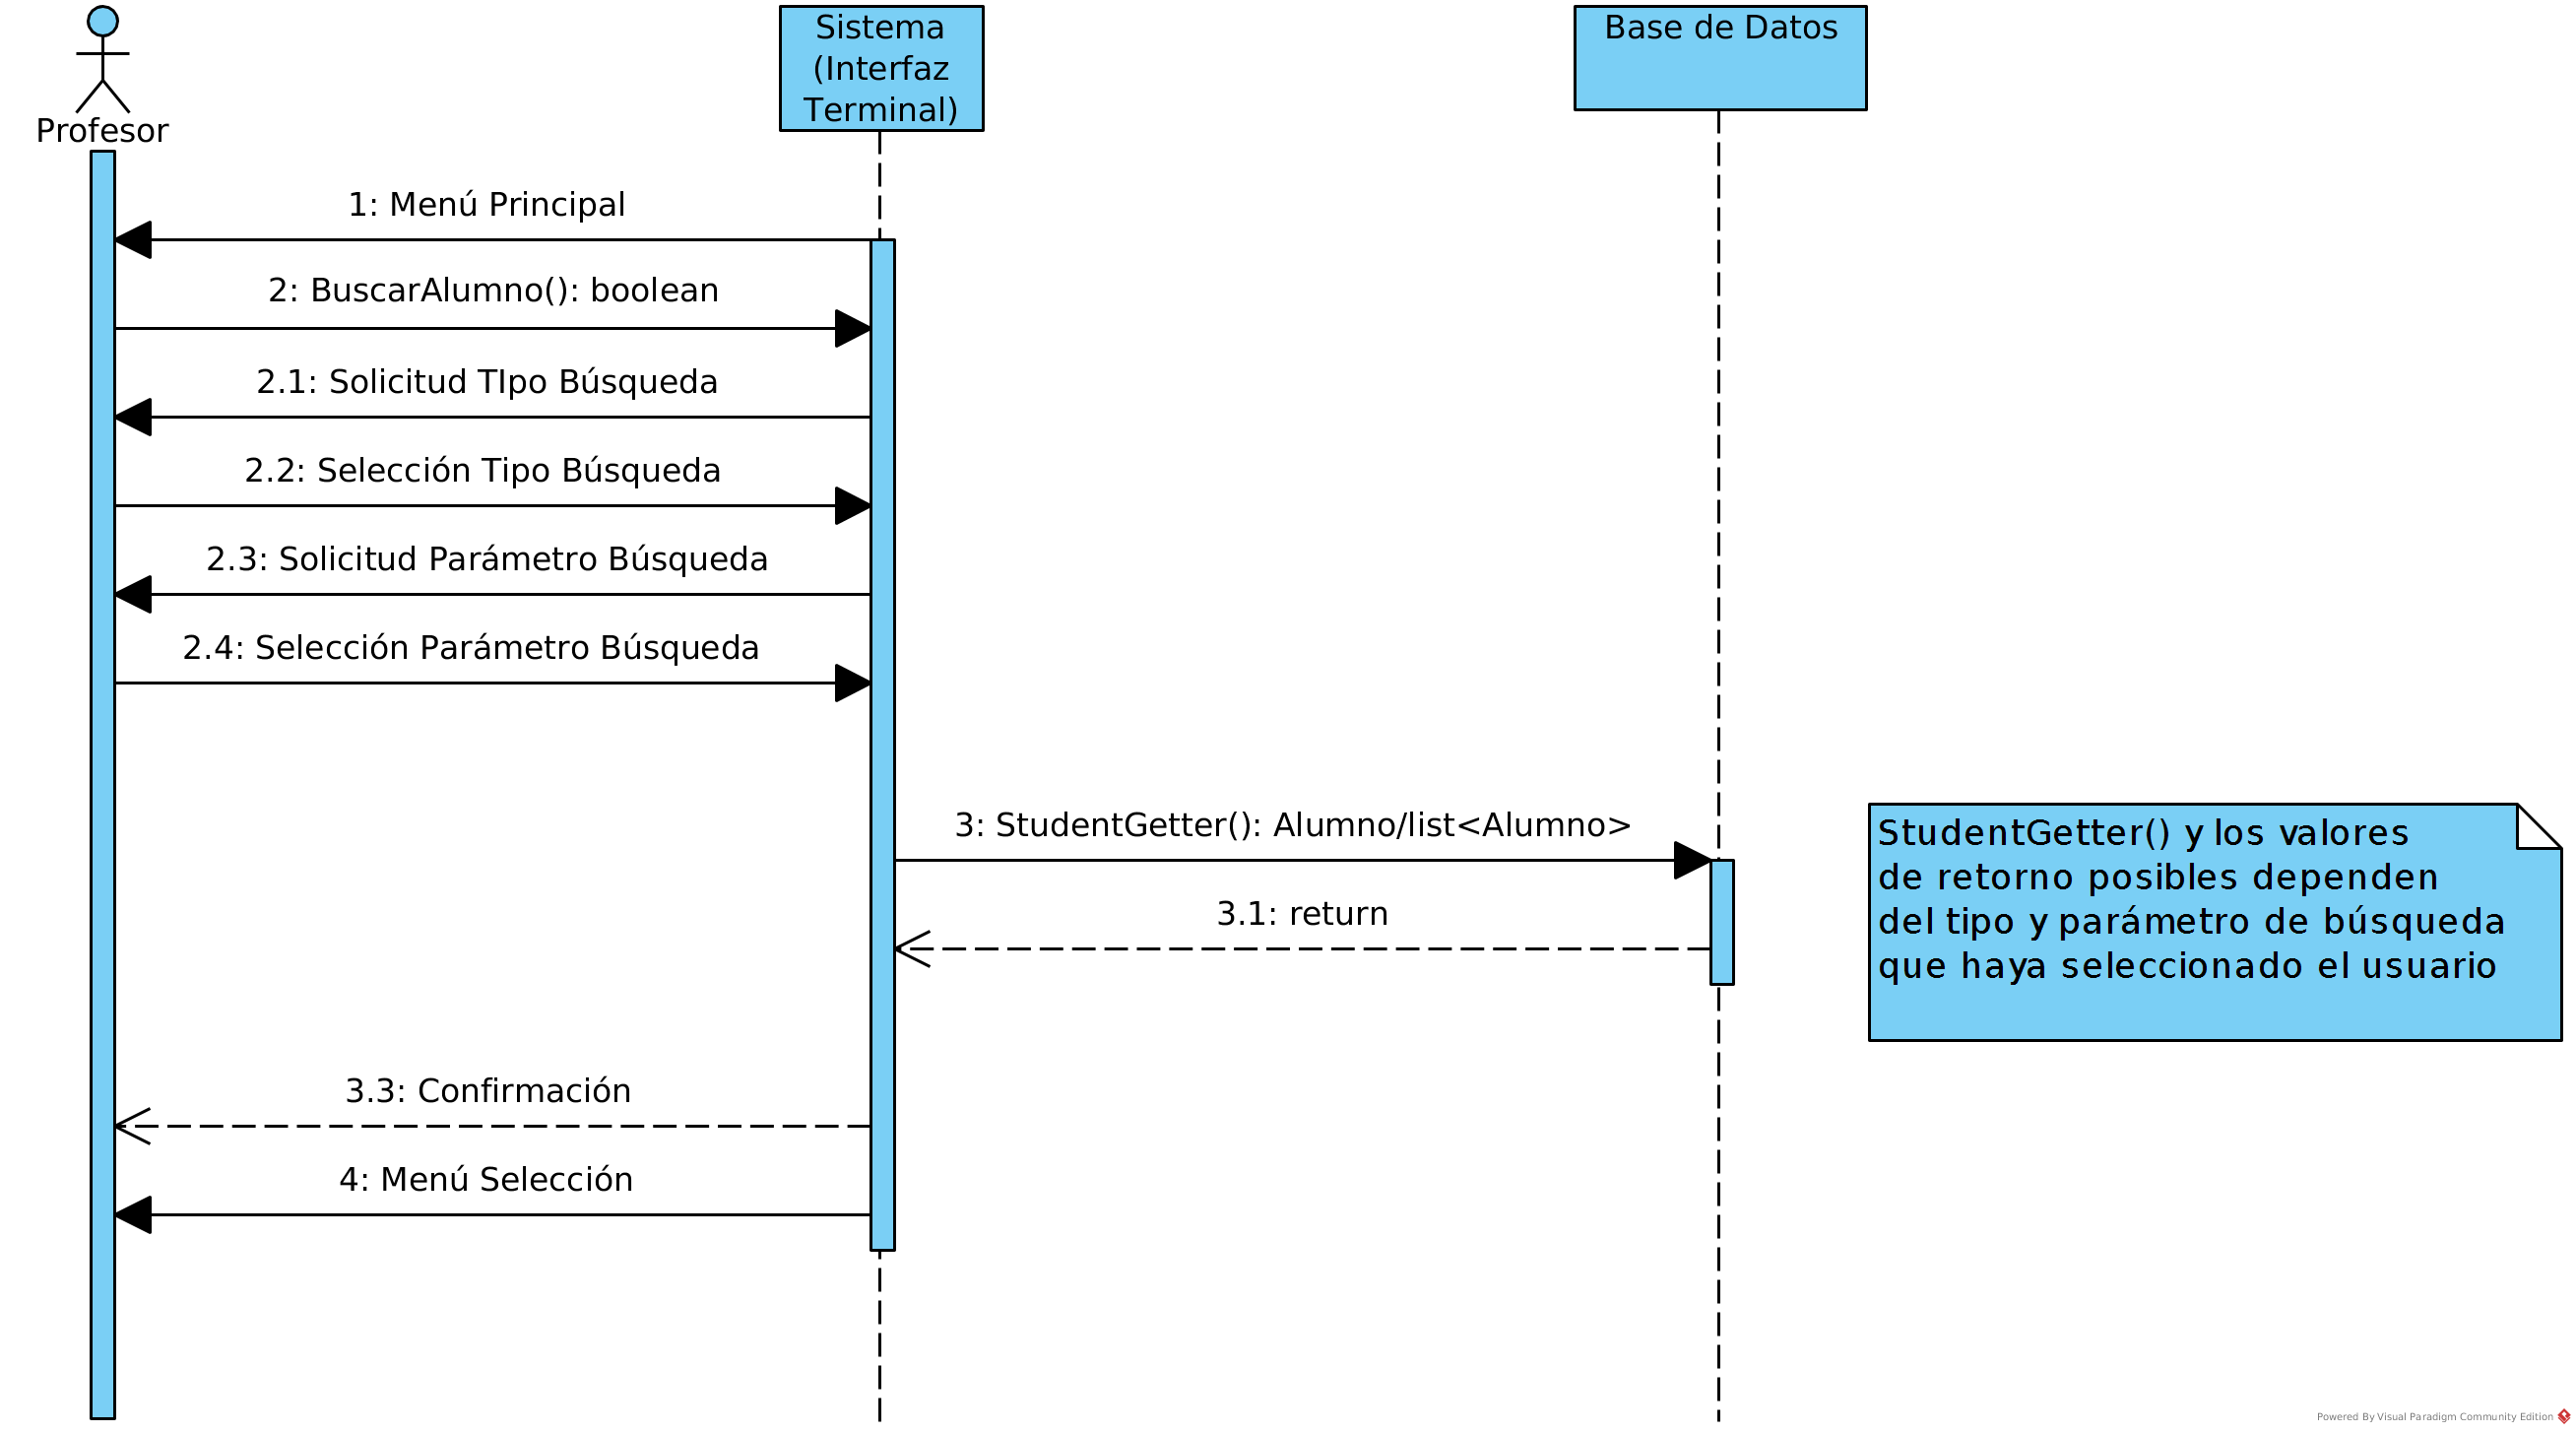 Profesor
Sistema
(Interfaz
Terminal)
Base de Datos
1: Menú Principal
2: BuscarAlumno(): boolean
2.1: Solicitud TIpo Búsqueda
2.2: Selección Tipo Búsqueda
2.3: Solicitud Parámetro Búsqueda
2.4: Selección Parámetro Búsqueda
3: StudentGetter(): Alumno/list<Alumno>
3.1: return
StudentGetter() y los valores
de retorno posibles dependen
del tipo y parámetro de búsqueda
que haya seleccionado el usuario
3.3: Confirmación
4: Menú Selección
Powered By Visual Paradigm Community Edition